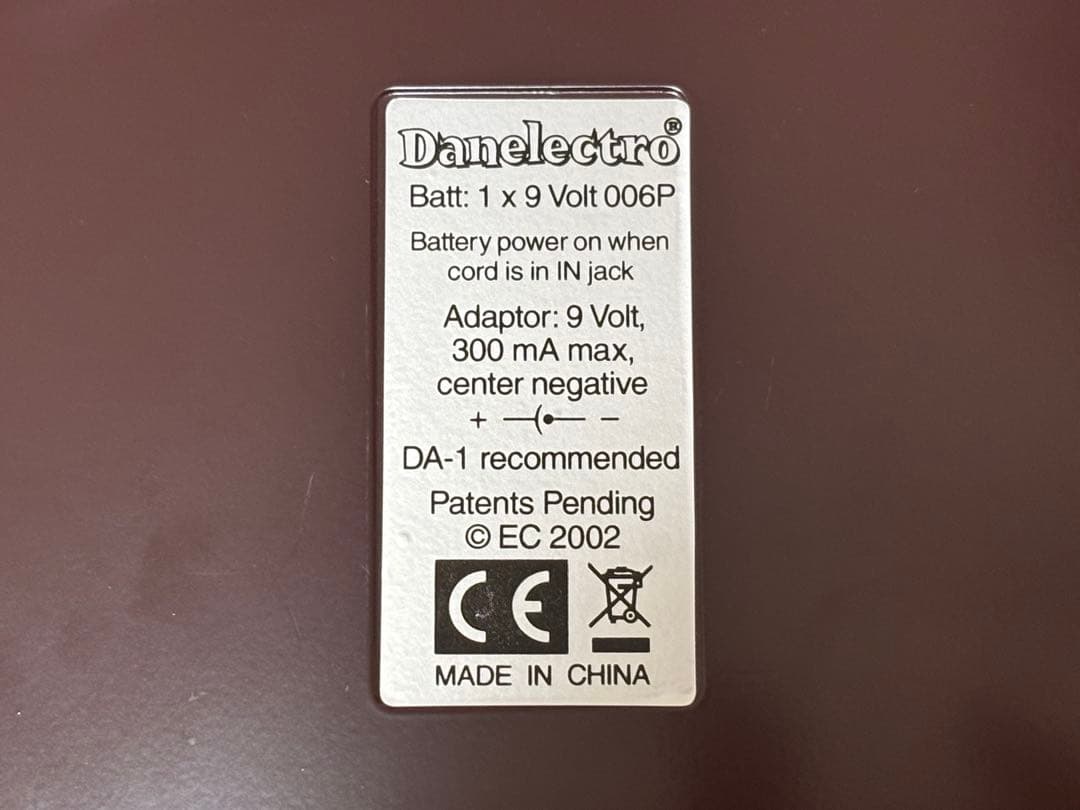 Danelectro®
Batt: 1 x 9 Volt 006P
Battery power on when
cord is in IN jack
Adaptor: 9 Volt,
300 mA max,
center negative
+ −
DA-1 recommended
Patents Pending
© EC 2002
CE
MADE IN CHINA